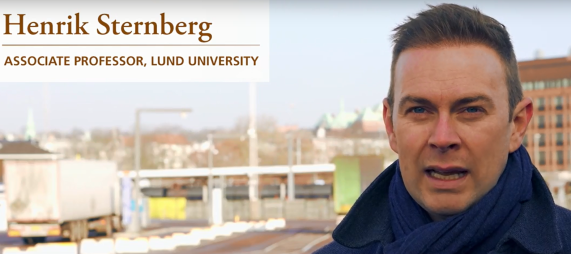 Henrik Sternberg
ASSOCIATE PROFESSOR, LUND UNIVERSITY